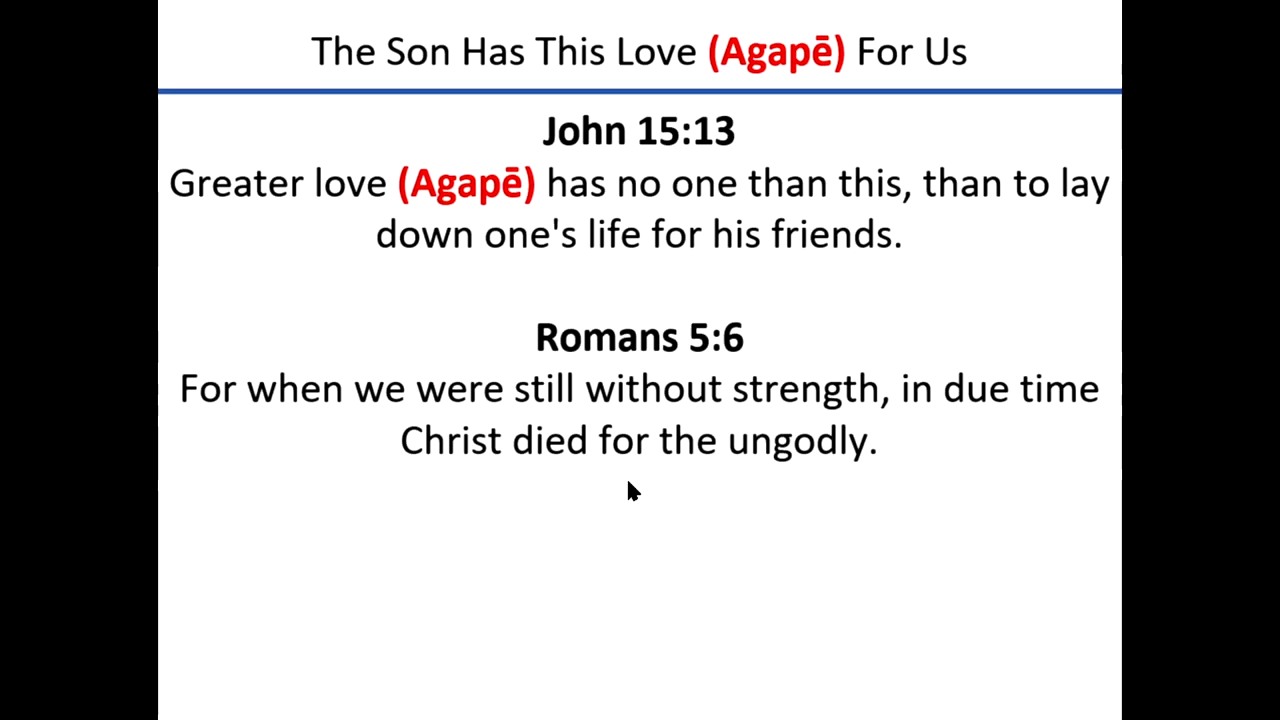 The Son Has This Love (Agapē) For Us
John 15:13
Greater love (Agapē) has no one than this, than to lay
down one's life for his friends.
Romans 5:6
For when we were still without strength, in due time
Christ died for the ungodly.